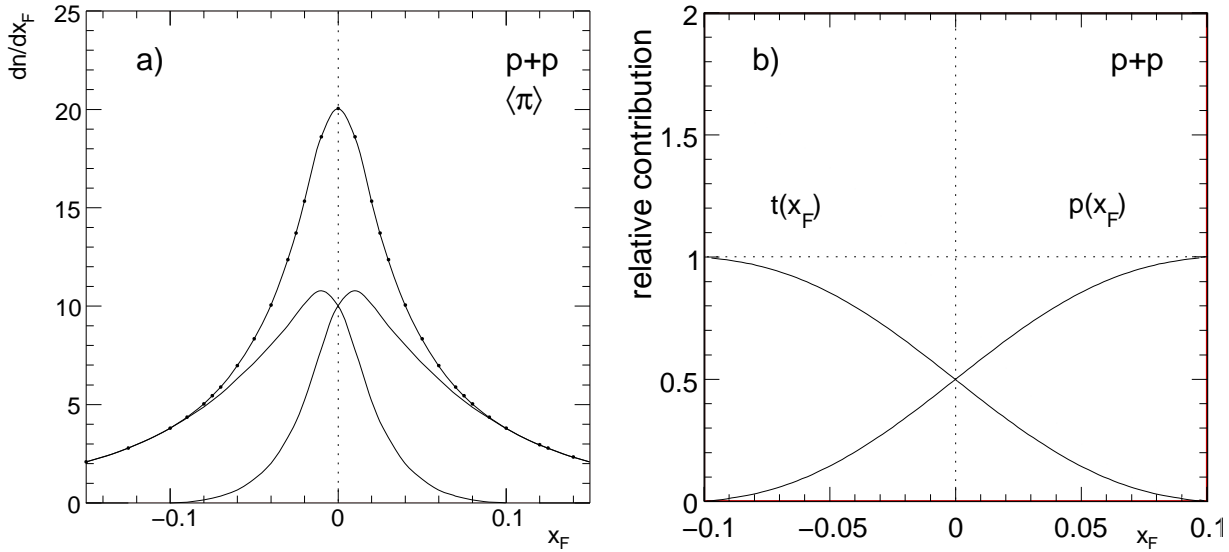 dn/dx_F
25
20
15
10
5
0
−0.1
0
0.1
x_F
a)
p+p
⟨π⟩
relative contribution
2
1.5
1
0.5
0
−0.1
−0.05
0
0.05
0.1
x_F
b)
p+p
t(x_F)
p(x_F)